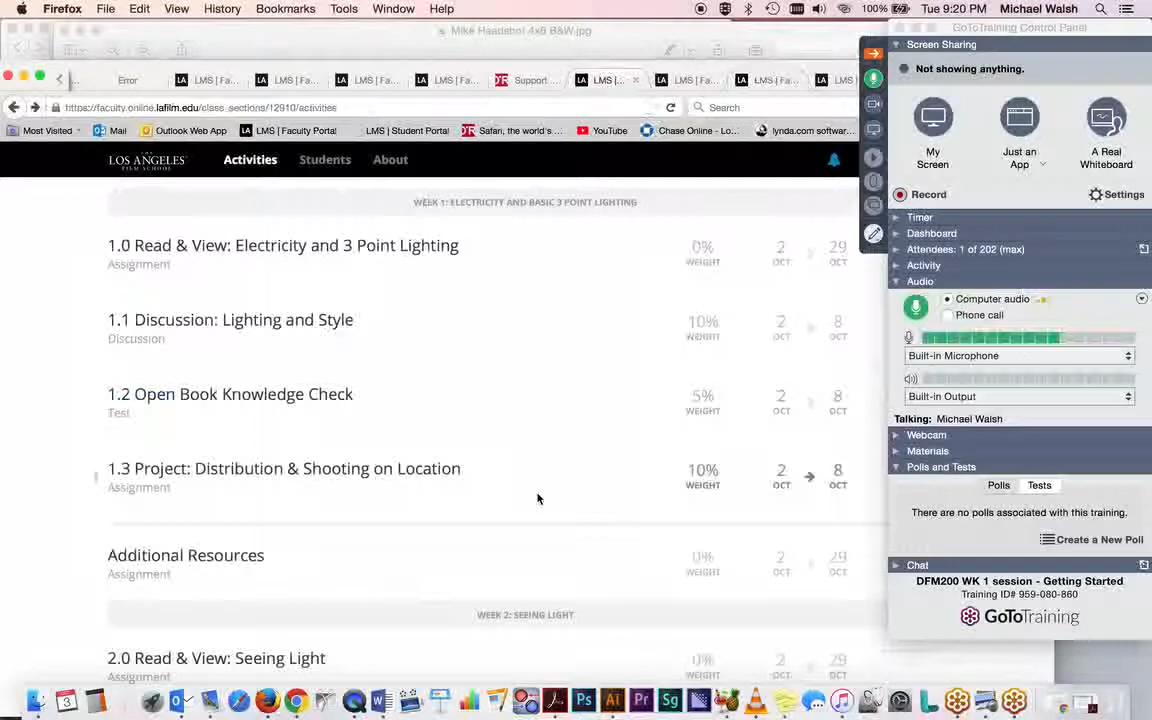 Firefox File Edit View History Bookmarks Tools Window Help 100% Tue 9:20 PM Michael Walsh
Mike Headshot 4x6 B&W.jpg
GoToTraining Control Panel
Screen Sharing
Not showing anything.
Error LMS | Fa... LMS | Fa... LMS | Fa... LMS | Fa... Support... LMS |... LMS | Fa... LMS | Fa... LMS
https://faculty.online.lafilm.edu/class_sections/12910/activities Search
Most Visited Mail Outlook Web App LMS | Faculty Portal LMS | Student Portal Safari, the world's ... YouTube Chase Online - Lo... lynda.com softwar...
My Screen
Just an App
A Real Whiteboard
LOS ANGELES FILM SCHOOL Activities Students About
Record Settings
Timer
Dashboard
Attendees: 1 of 202 (max)
Activity
Audio
Computer audio
Phone call
Built-in Microphone
Built-in Output
Talking: Michael Walsh
Webcam
Materials
Polls and Tests
Polls Tests
There are no polls associated with this training.
Create a New Poll
Chat
DFM200 WK 1 session - Getting Started
Training ID# 959-080-860
GoToTraining
WEEK 1: ELECTRICITY AND BASIC 3 POINT LIGHTING
1.0 Read & View: Electricity and 3 Point Lighting 0% 2 29
Assignment WEIGHT OCT OCT
1.1 Discussion: Lighting and Style 10% 2 8
Discussion WEIGHT OCT OCT
1.2 Open Book Knowledge Check 5% 2 8
Test WEIGHT OCT OCT
1.3 Project: Distribution & Shooting on Location 10% 2 8
Assignment WEIGHT OCT OCT
Additional Resources 0% 2 29
Assignment WEIGHT OCT OCT
WEEK 2: SEEING LIGHT
2.0 Read & View: Seeing Light 0% 2 29
Assignment WEIGHT OCT OCT
3 W Ps Ai Pr Sg L